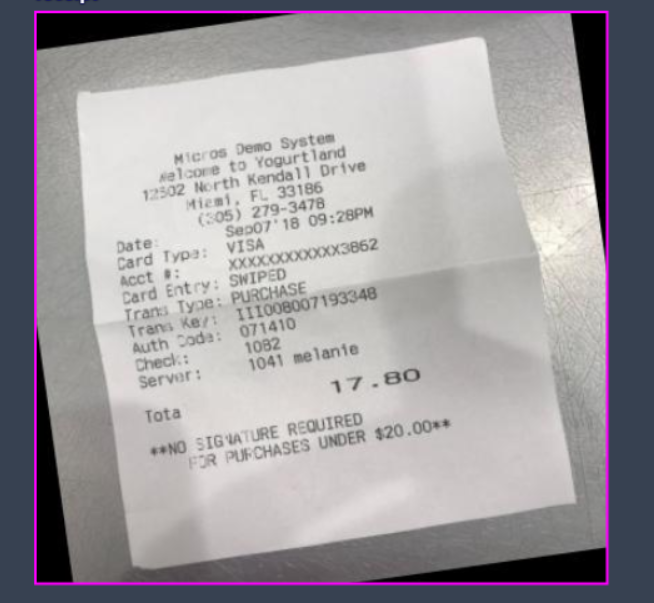 Micros Demo System
Welcome to Yogurtland
12502 North Kendall Drive
Miami, FL 33186
(305) 279-3478
Date: Sep07'18 09:28PM
Card Type: VISA
Acct #: XXXXXXXXXXXX3862
Card Entry: SWIPED
Trans Type: PURCHASE
Trans Key: III008007193348
Auth Code: 071410
Check: 1082
Server: 1041 melanie
Tota 17.80
**NO SIGNATURE REQUIRED
FOR PURCHASES UNDER $20.00**